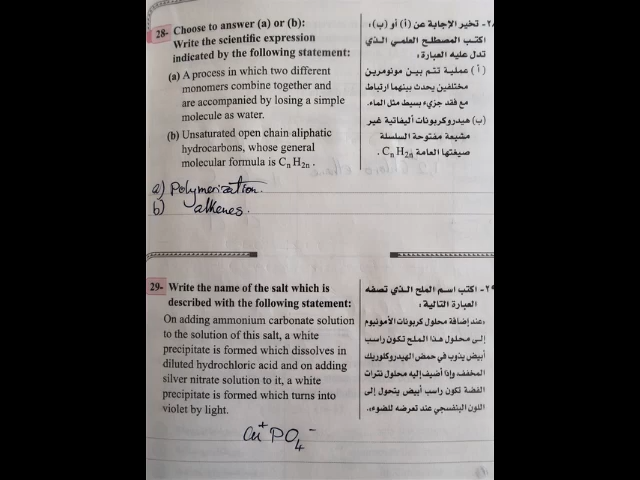 28- Choose to answer (a) or (b):
Write the scientific expression
indicated by the following statement:
(a) A process in which two different
monomers combine together and
are accompanied by losing a simple
molecule as water.
(b) Unsaturated open chain aliphatic
hydrocarbons, whose general
molecular formula is CₙH₂ₙ .
٢٨- تخير الإجابة عن (أ) أو (ب):
اكتب المصطلح العلمي الذي
تدل عليه العبارة:
(أ) عملية تتم بين مونومرين
مختلفين يحدث بينهما ارتباط
مع فقد جزيء بسيط مثل الماء.
(ب) هيدروكربونات أليفاتية غير
مشبعة مفتوحة السلسلة
صيغتها العامة CₙH₂ₙ .
a) Polymerization.
b) alkenes.
29- Write the name of the salt which is
described with the following statement:
On adding ammonium carbonate solution
to the solution of this salt, a white
precipitate is formed which dissolves in
diluted hydrochloric acid and on adding
silver nitrate solution to it, a white
precipitate is formed which turns into
violet by light.
٢٩- اكتب اسم الملح الذي تصفه
العبارة التالية:
«عند إضافة محلول كربونات الأمونيوم
إلى محلول هذا الملح تكون راسب
أبيض يذوب في حمض الهيدروكلوريك
المخفف، وإذا أضيف إليه محلول نترات
الفضة تكون راسب أبيض يتحول إلى
اللون البنفسجي عند تعرضه للضوء».
PO₄⁻